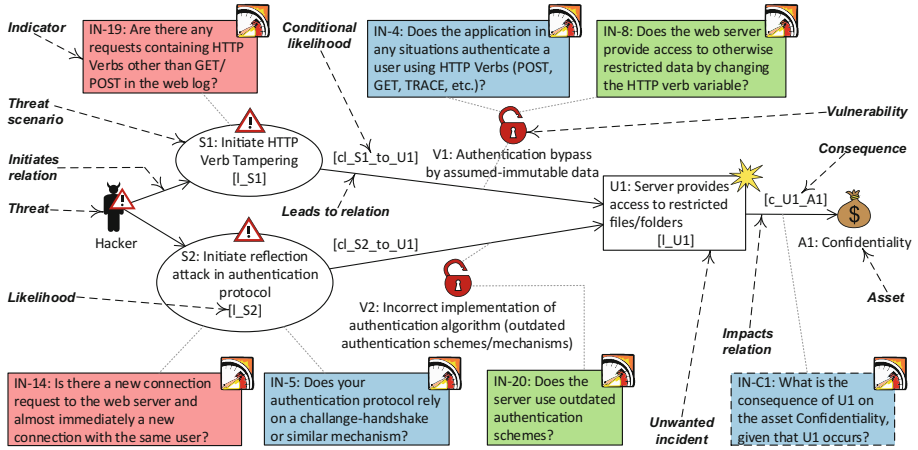 Indicator
IN-19: Are there any
requests containing HTTP
Verbs other than GET/
POST in the web log?
Conditional
likelihood
IN-4: Does the application in
any situations authenticate a
user using HTTP Verbs (POST,
GET, TRACE, etc.)?
IN-8: Does the web server
provide access to otherwise
restricted data by changing
the HTTP verb variable?
Threat
scenario
Initiates
relation
Threat
Hacker
S1: Initiate HTTP
Verb Tampering
[l_S1]
[cl_S1_to_U1]
Leads to relation
V1: Authentication bypass
by assumed-immutable data
Vulnerability
Consequence
U1: Server provides
access to restricted
files/folders
[l_U1]
[c_U1_A1]
$
A1: Confidentiality
S2: Initiate reflection
attack in authentication
protocol
[l_S2]
[cl_S2_to_U1]
Likelihood
V2: Incorrect implementation of
authentication algorithm (outdated
authentication schemes/mechanisms)
Impacts
relation
Asset
Unwanted
incident
IN-14: Is there a new connection
request to the web server and
almost immediately a new
connection with the same user?
IN-5: Does your
authentication protocol rely
on a challange-handshake
or similar mechanism?
IN-20: Does the
server use outdated
authentication
schemes?
IN-C1: What is the
consequence of U1 on
the asset Confidentiality,
given that U1 occurs?